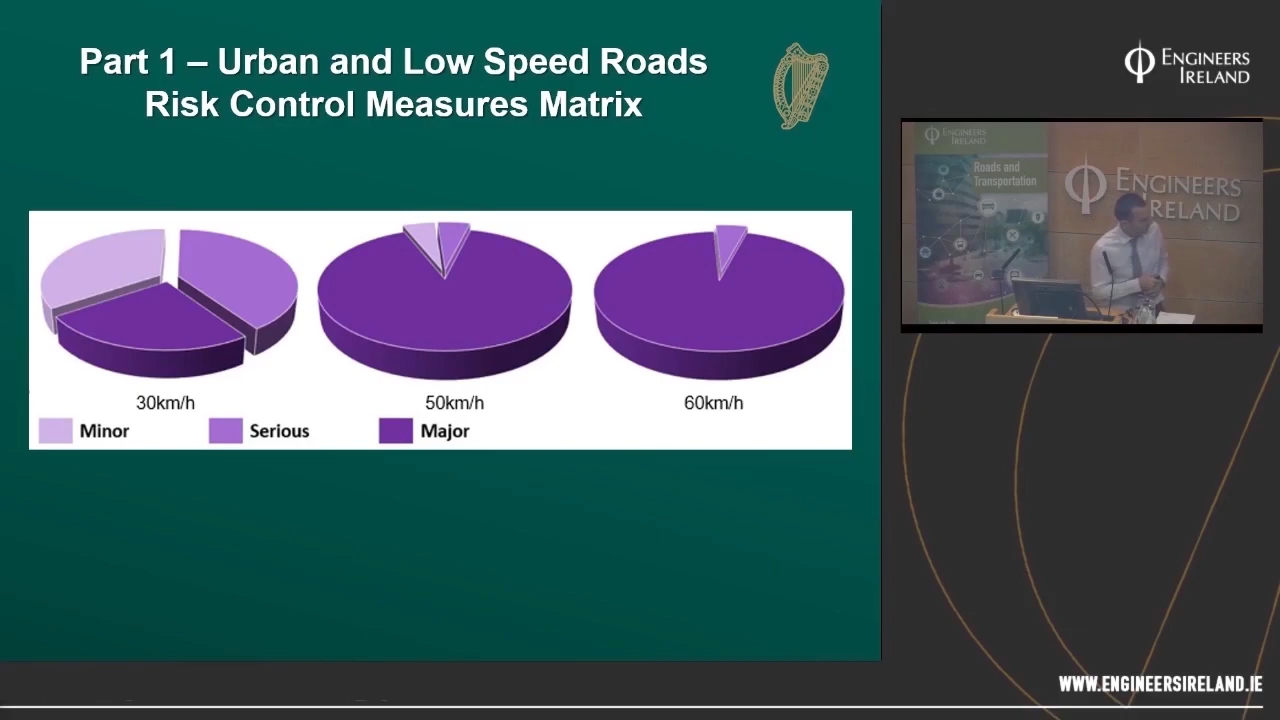 Part 1 – Urban and Low Speed Roads
Risk Control Measures Matrix
30km/h
50km/h
60km/h
Minor
Serious
Major
ENGINEERS
IRELAND
ENGINEERS
IRELAND
Roads and
Transportation
ENGINEERS
IRELAND
WWW.ENGINEERSIRELAND.IE